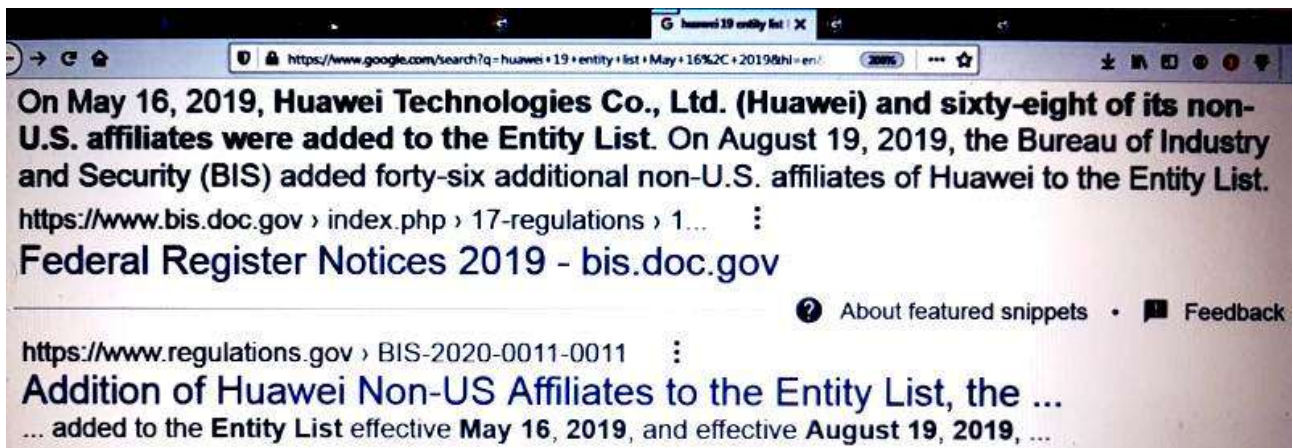 huawei 19 entity list
https://www.google.com/search?q=huawei+19+entity+list+May+16%2C+2019&hl=en
200%
On May 16, 2019, Huawei Technologies Co., Ltd. (Huawei) and sixty-eight of its non-
U.S. affiliates were added to the Entity List. On August 19, 2019, the Bureau of Industry
and Security (BIS) added forty-six additional non-U.S. affiliates of Huawei to the Entity List.
https://www.bis.doc.gov › index.php › 17-regulations › 1...
Federal Register Notices 2019 - bis.doc.gov
About featured snippets • Feedback
https://www.regulations.gov › BIS-2020-0011-0011
Addition of Huawei Non-US Affiliates to the Entity List, the ...
... added to the Entity List effective May 16, 2019, and effective August 19, 2019, ...